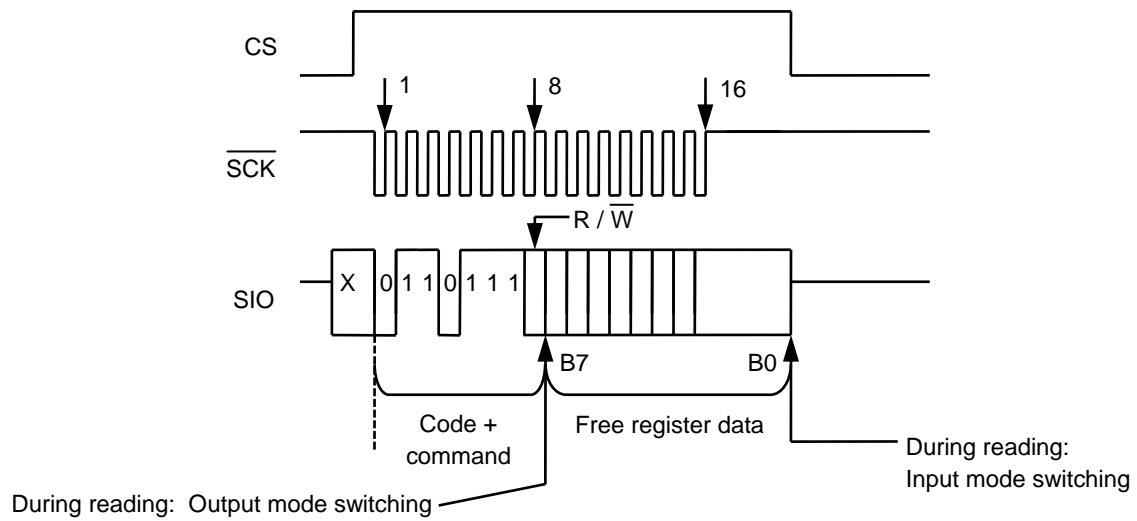 CS
1 8 16
SCK
R / W
SIO
X 0 1 1 0 1 1 1
B7 B0
Code +
command
Free register data
During reading:
Input mode switching
During reading: Output mode switching